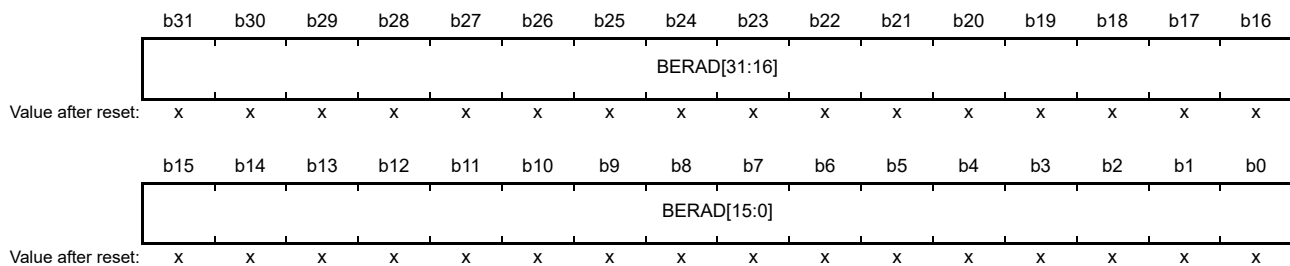 b31 b30 b29 b28 b27 b26 b25 b24 b23 b22 b21 b20 b19 b18 b17 b16
BERAD[31:16]
Value after reset: x x x x x x x x x x x x x x x x
b15 b14 b13 b12 b11 b10 b9 b8 b7 b6 b5 b4 b3 b2 b1 b0
BERAD[15:0]
Value after reset: x x x x x x x x x x x x x x x x